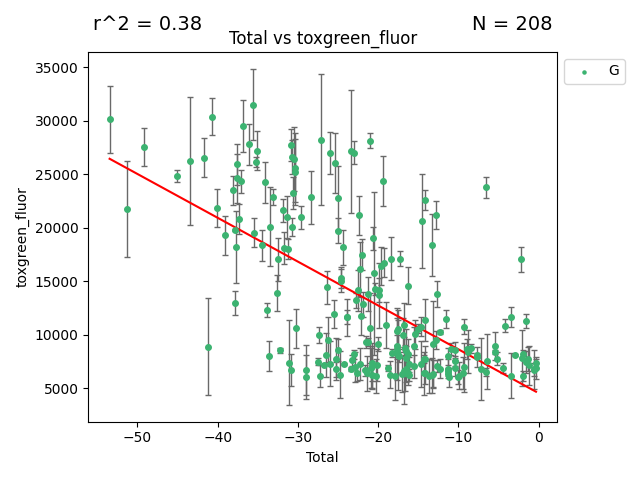 r^2 = 0.38
N = 208
Total vs toxgreen_fluor
G
35000
30000
25000
20000
15000
10000
5000
toxgreen_fluor
−50
−40
−30
−20
−10
0
Total